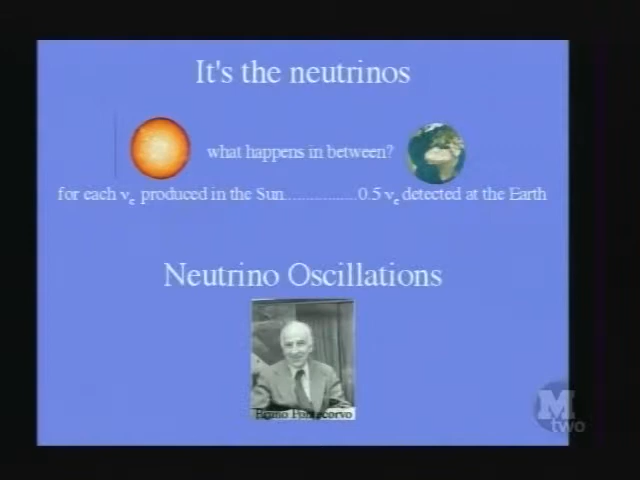 It's the neutrinos
what happens in between?
for each νe produced in the Sun.................0.5 νe detected at the Earth
Neutrino Oscillations
Bruno Pontecorvo
M
two